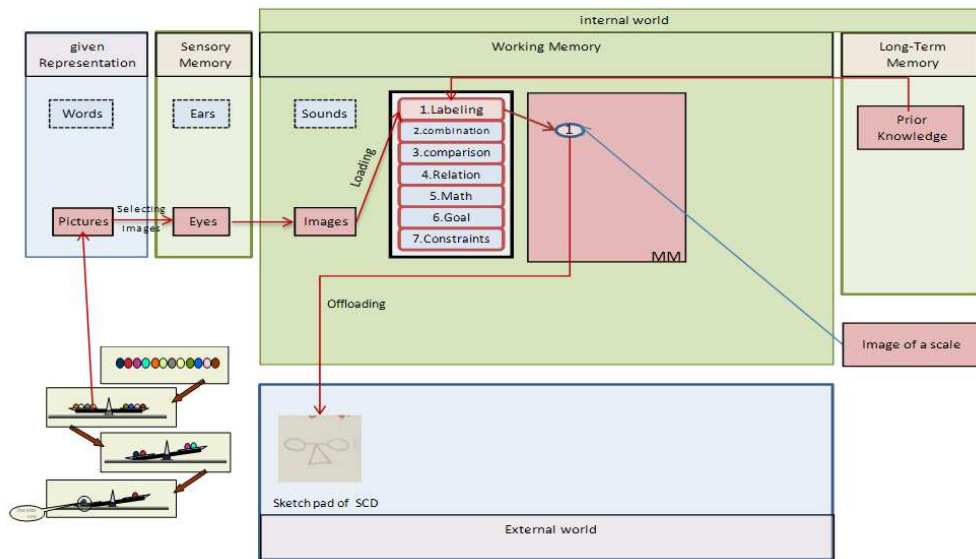 internal world
given
Representation
Sensory
Memory
Working Memory
Long-Term
Memory
Words
Ears
Sounds
1.Labeling
2.combination
3.comparison
4.Relation
5.Math
6.Goal
7.Constraints
1
MM
Prior
Knowledge
Loading
Pictures
Selecting
Images
Eyes
Images
Offloading
Image of a scale
Sketchpad of SCD
External world